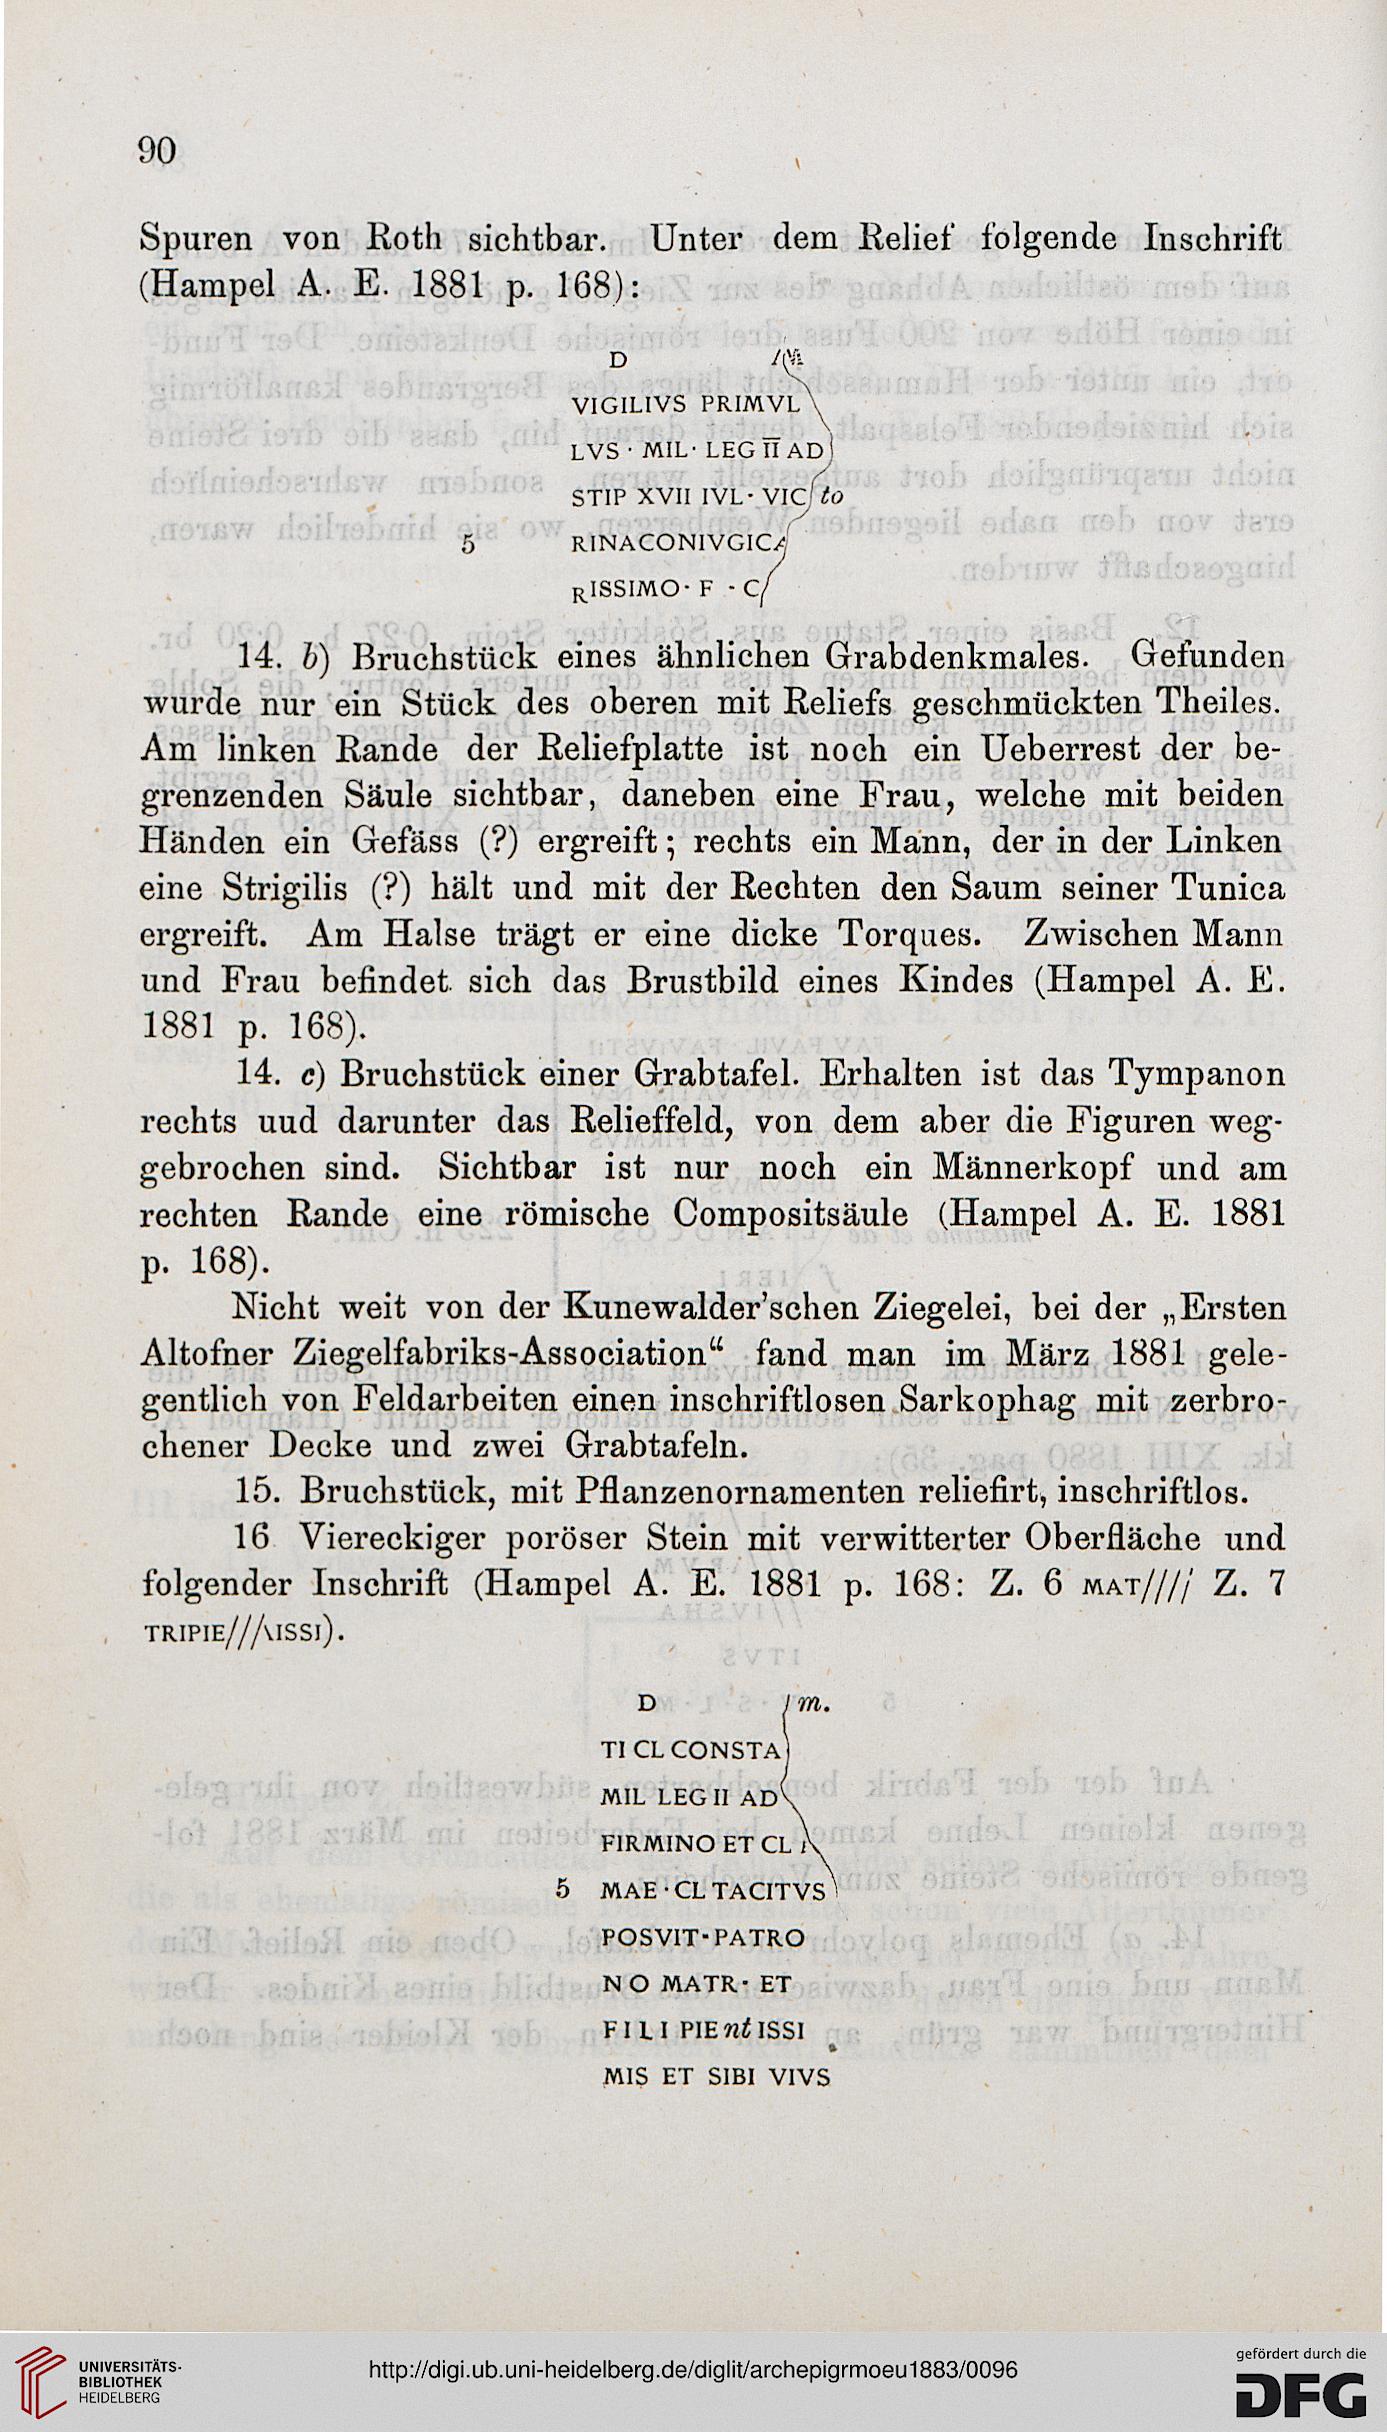 90
Spuren von Roth sichtbar. Unter dem Relief folgende Inschrift
(Hampel A. E. 1881 p. 168):
D M
VIGILIVS PRIMVL
LVS · MIL · LEG II AD
STIP XVII IVL · VIC to
5 RINACONIVGICA
RISSIMO · F · C
14. b) Bruchstück eines ähnlichen Grabdenkmales. Gefunden
wurde nur ein Stück des oberen mit Reliefs geschmückten Theiles.
Am linken Rande der Reliefplatte ist noch ein Ueberrest der be-
grenzenden Säule sichtbar, daneben eine Frau, welche mit beiden
Händen ein Gefäss (?) ergreift; rechts ein Mann, der in der Linken
eine Strigilis (?) hält und mit der Rechten den Saum seiner Tunica
ergreift. Am Halse trägt er eine dicke Torques. Zwischen Mann
und Frau befindet sich das Brustbild eines Kindes (Hampel A. E.
1881 p. 168).
14. c) Bruchstück einer Grabtafel. Erhalten ist das Tympanon
rechts uud darunter das Relieffeld, von dem aber die Figuren weg-
gebrochen sind. Sichtbar ist nur noch ein Männerkopf und am
rechten Rande eine römische Compositsäule (Hampel A. E. 1881
p. 168).
Nicht weit von der Kunewalder'schen Ziegelei, bei der „Ersten
Altofner Ziegelfabriks-Association“ fand man im März 1881 gele-
gentlich von Feldarbeiten einen inschriftlosen Sarkophag mit zerbro-
chener Decke und zwei Grabtafeln.
15. Bruchstück, mit Pflanzenornamenten reliefirt, inschriftlos.
16 Viereckiger poröser Stein mit verwitterter Oberfläche und
folgender Inschrift (Hampel A. E. 1881 p. 168: Z. 6 MAT//// Z. 7
TRIPIE///\ISSI).
D m.
TI CL CONSTA
MIL LEG II AD
FIRMINO ET CL
5 MAE · CL TACITVS
POSVIT · PATRO
NO MATR · ET
FILI PIE nt ISSI
MIS ET SIBI VIVS
UNIVERSITÄTS-
BIBLIOTHEK
HEIDELBERG
http://digi.ub.uni-heidelberg.de/diglit/archepigrmoeu1883/0096
gefördert durch die
DFG